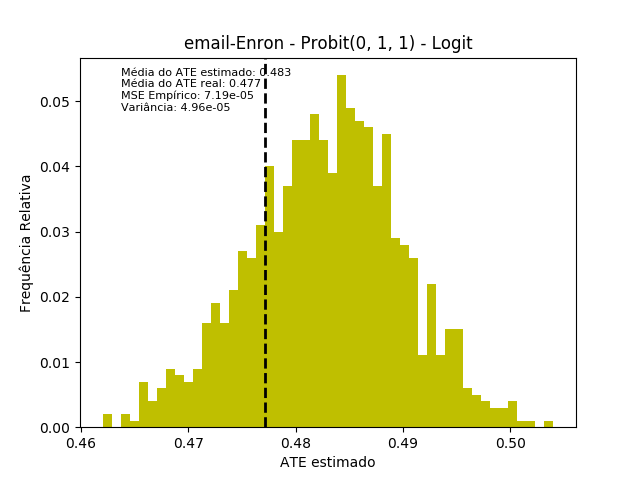 email-Enron - Probit(0, 1, 1) - Logit
Média do ATE estimado: 0.483
Média do ATE real: 0.477
MSE Empírico: 7.19e-05
Variância: 4.96e-05
Frequência Relativa
0.05
0.04
0.03
0.02
0.01
0.00
0.46
0.47
0.48
0.49
0.50
ATE estimado